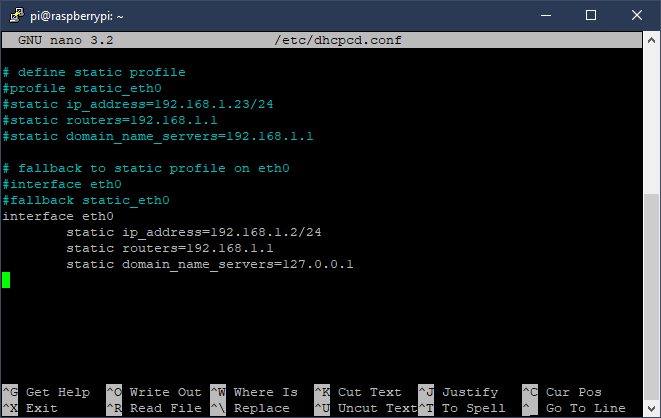 pi@raspberrypi: ~
GNU nano 3.2 /etc/dhcpcd.conf
# define static profile
#profile static_eth0
#static ip_address=192.168.1.23/24
#static routers=192.168.1.1
#static domain_name_servers=192.168.1.1
# fallback to static profile on eth0
#interface eth0
#fallback static_eth0
interface eth0
static ip_address=192.168.1.2/24
static routers=192.168.1.1
static domain_name_servers=127.0.0.1
^G Get Help ^O Write Out ^W Where Is ^K Cut Text ^J Justify ^C Cur Pos
^X Exit ^R Read File ^\ Replace ^U Uncut Text ^T To Spell ^_ Go To Line